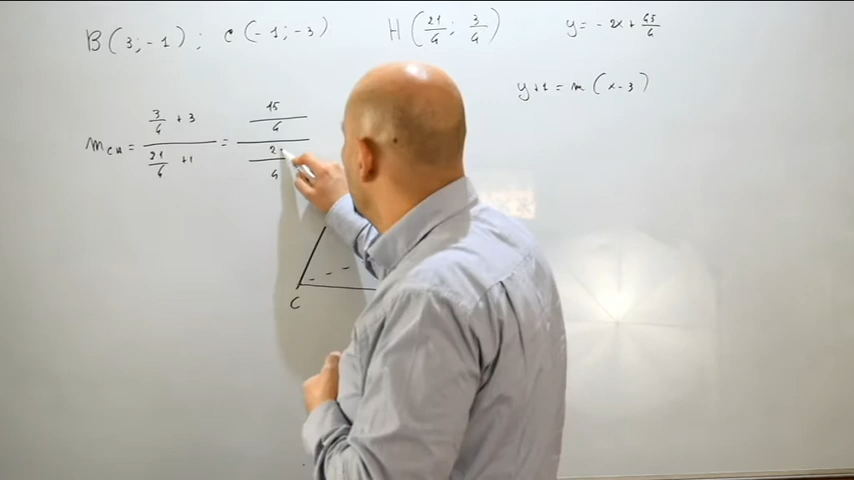 B(3;-1); C(-1;-3) H(21/4; 3/4) y=-2x+45/4
y+1=m(x-3)
m_CH = (3/4 +3)/(21/4 +1) = (15/4)/(2 /4)
C